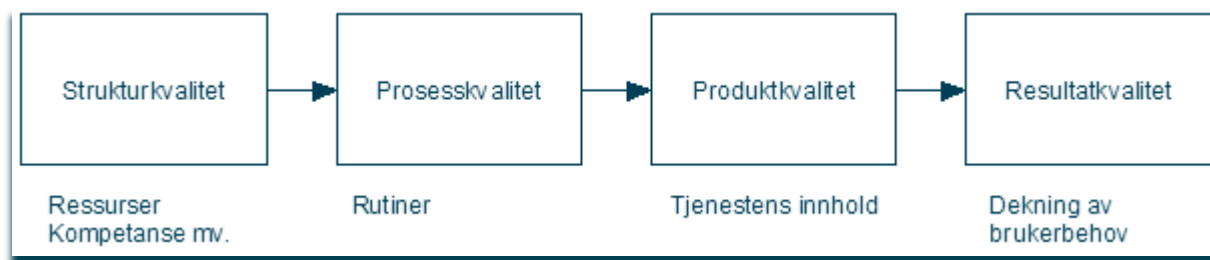 Strukturkvalitet
Prosesskvalitet
Produktkvalitet
Resultatkvalitet
Ressurser
Kompetanse mv.
Rutiner
Tjenestens innhold
Dekning av
brukerbehov